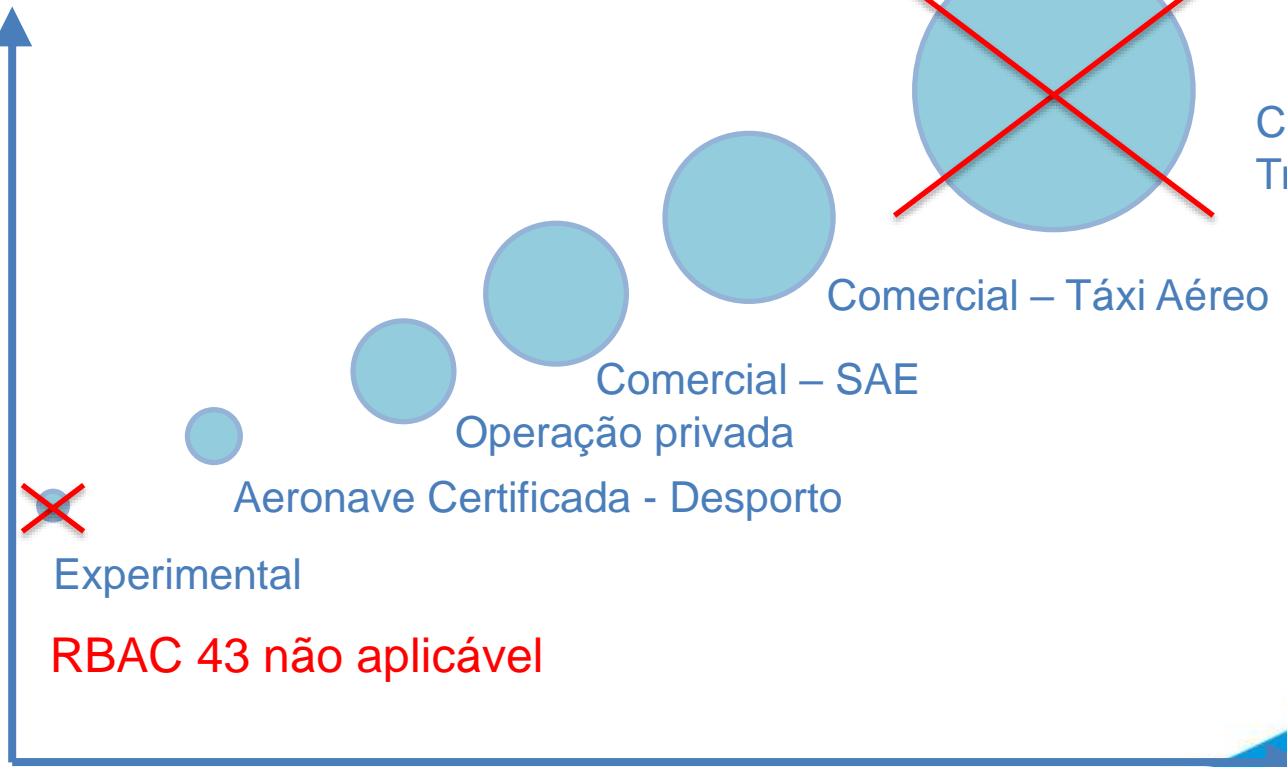 Comercial – Táxi Aéreo
Comercial – SAE
Operação privada
Aeronave Certificada - Desporto
Experimental
RBAC 43 não aplicável